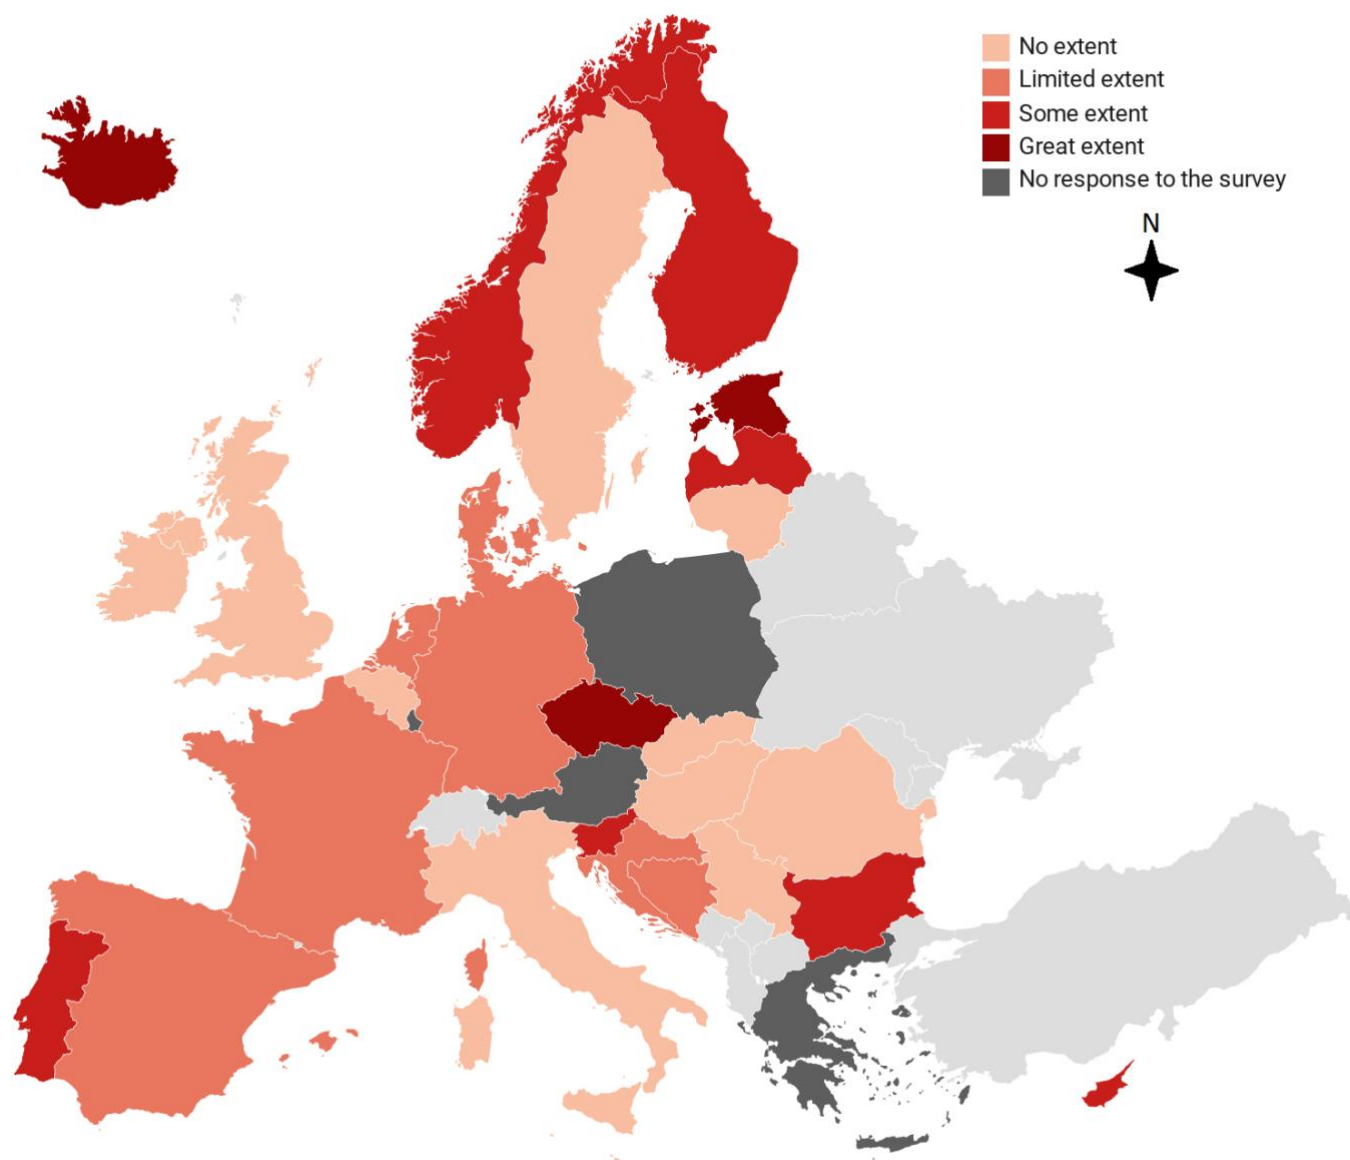 No extent
Limited extent
Some extent
Great extent
No response to the survey
N